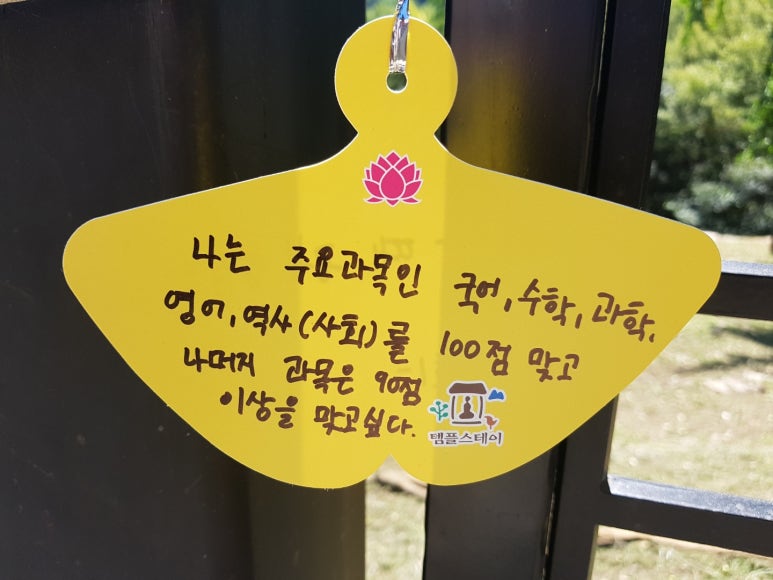 나는 주요과목인 국어, 수학, 과학,
영어, 역사(사회)를 100점 맞고
나머지 과목은 90점
이상을 맞고싶다.
템플스테이